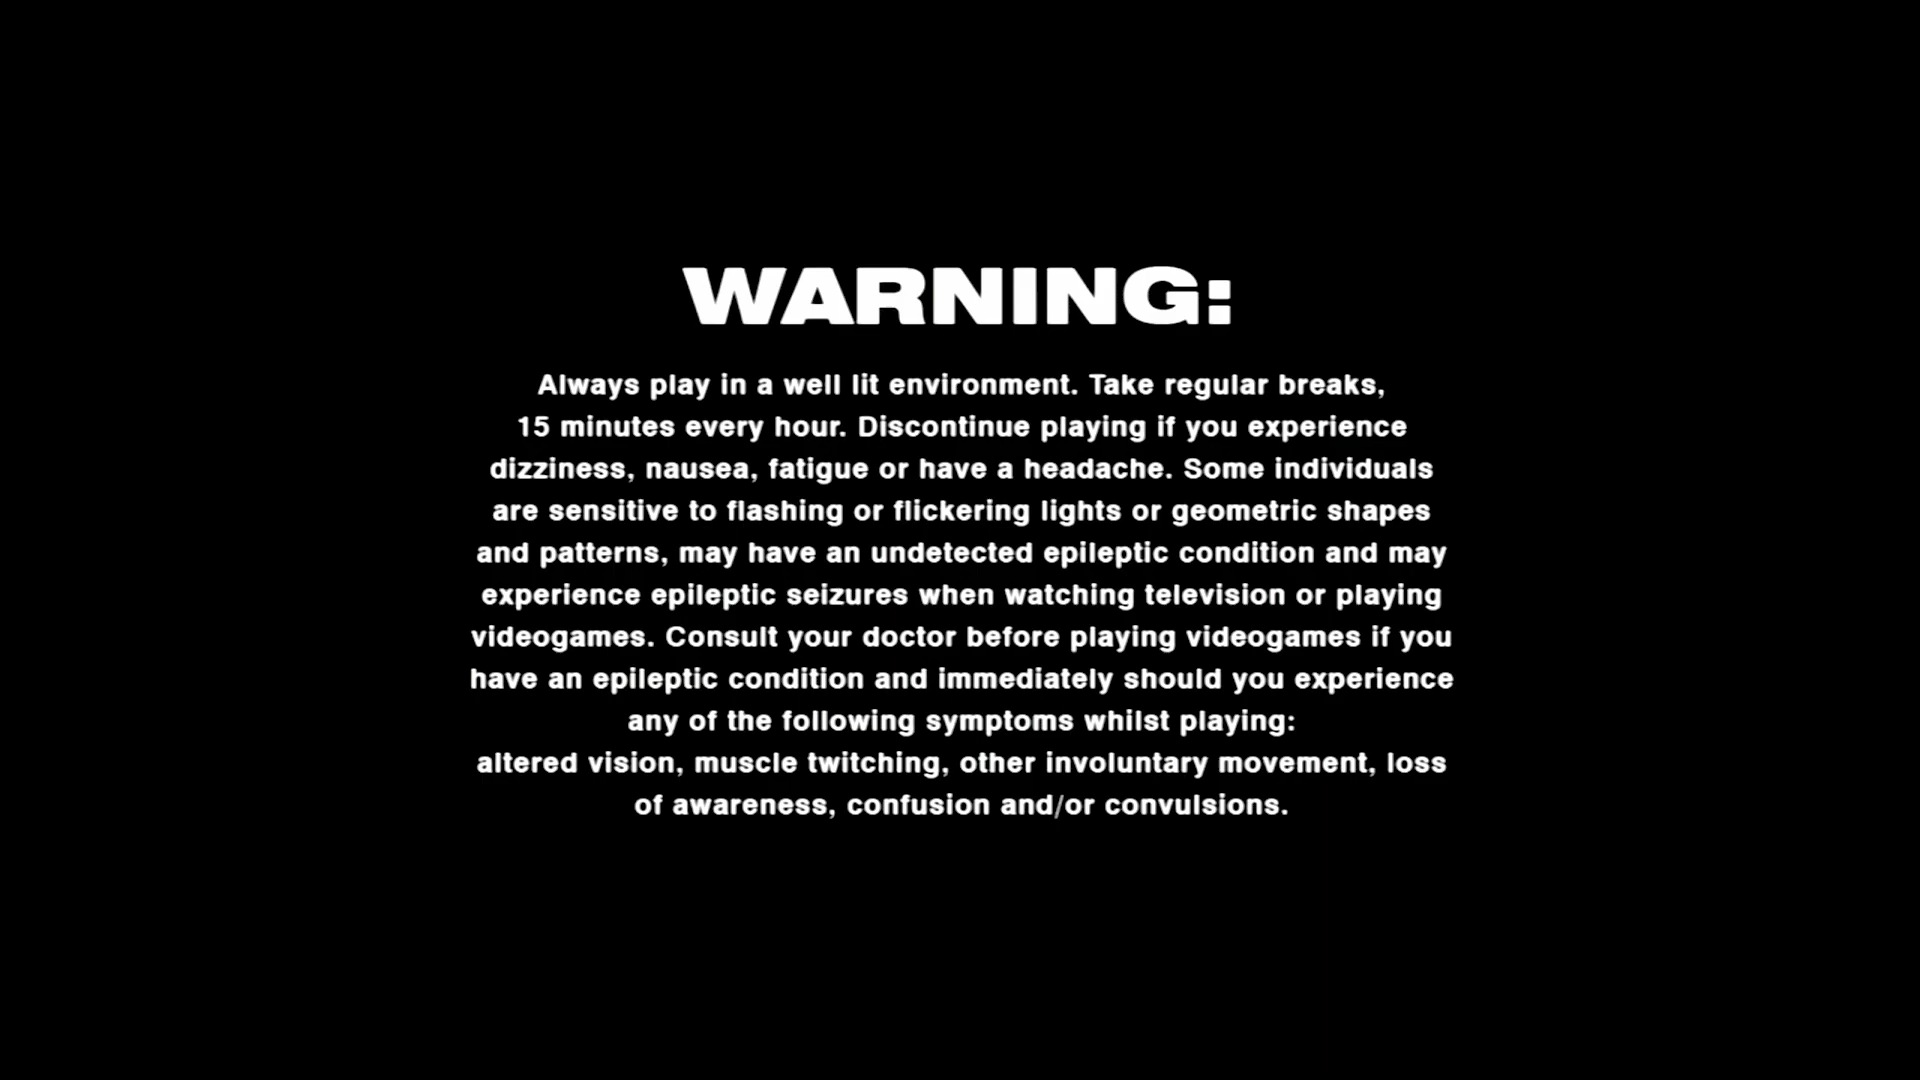 WARNING:
Always play in a well lit environment. Take regular breaks,
15 minutes every hour. Discontinue playing if you experience
dizziness, nausea, fatigue or have a headache. Some individuals
are sensitive to flashing or flickering lights or geometric shapes
and patterns, may have an undetected epileptic condition and may
experience epileptic seizures when watching television or playing
videogames. Consult your doctor before playing videogames if you
have an epileptic condition and immediately should you experience
any of the following symptoms whilst playing:
altered vision, muscle twitching, other involuntary movement, loss
of awareness, confusion and/or convulsions.